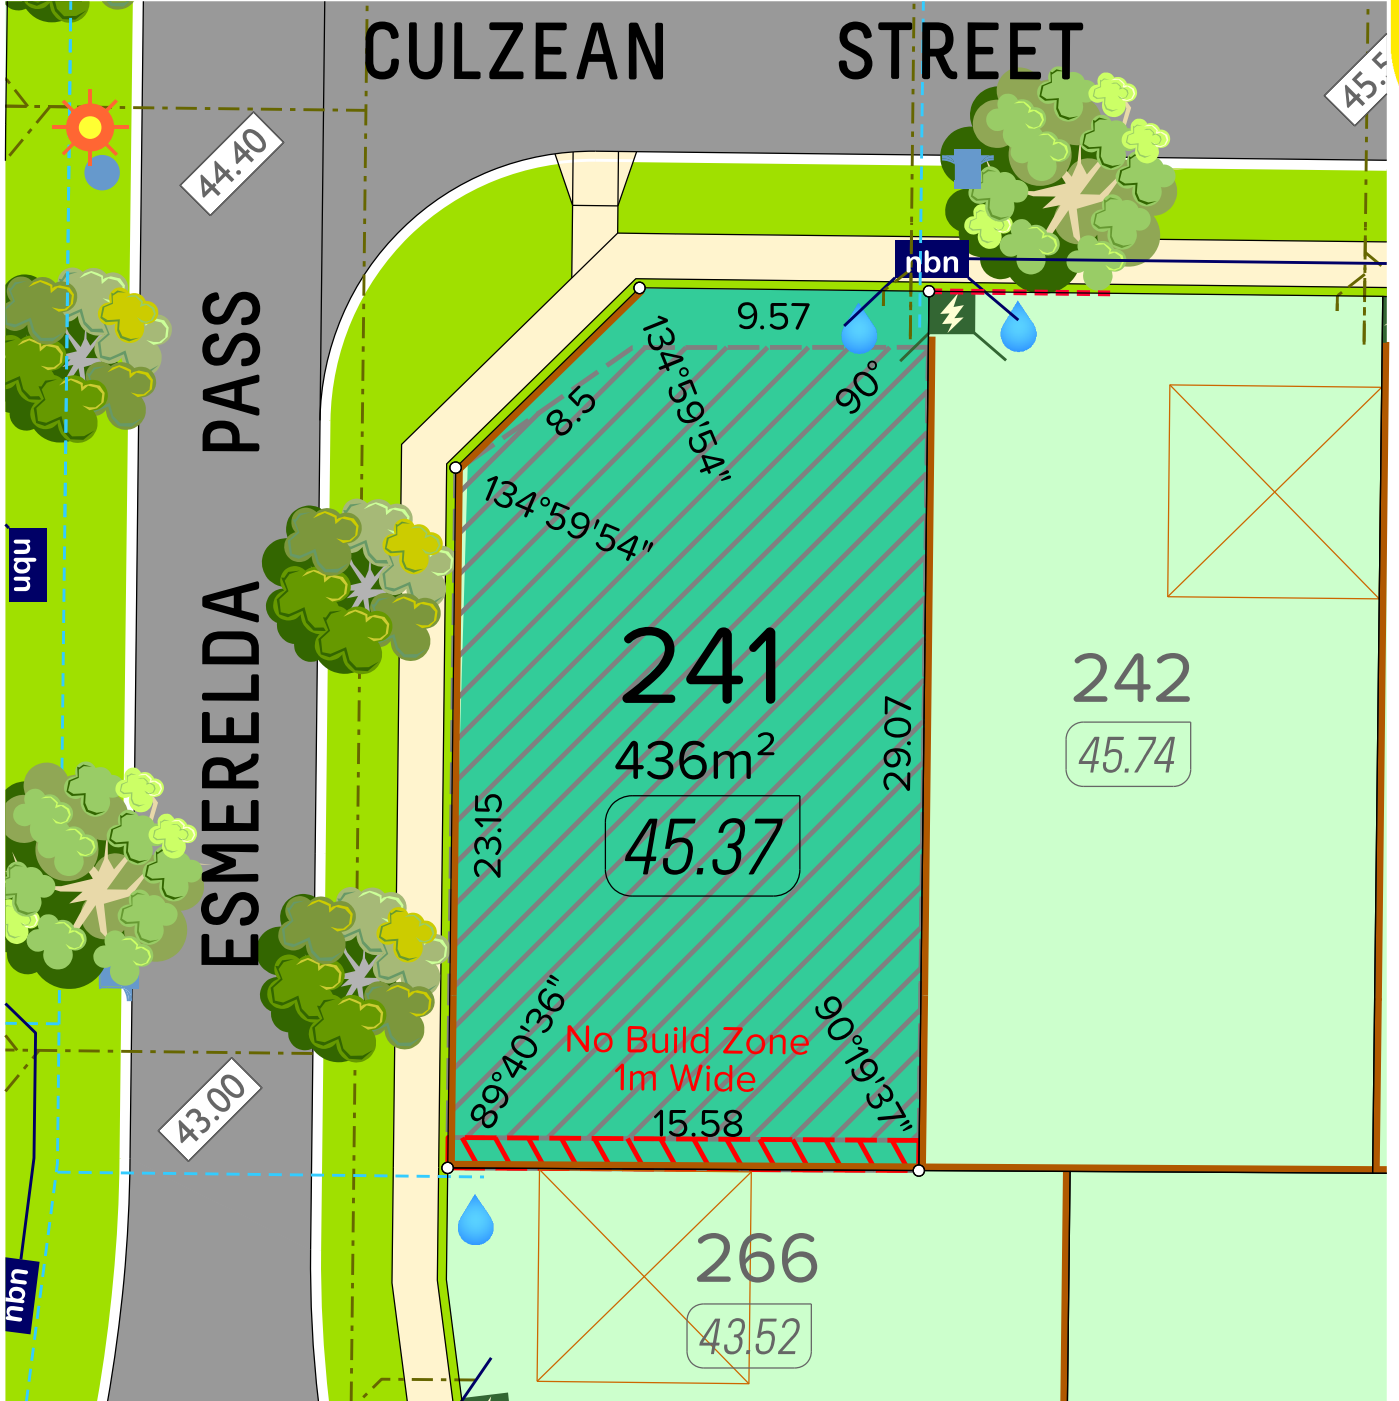 CULZEAN STREET
45.5
44.40
nbn
9.57
134°59'54"
90°
8.5
PASS
134°59'54"
nbn
ESMERELDA
241
242
436m²
45.74
29.07
23.15
45.37
89°40'36"
90°19'37"
No Build Zone
1m Wide
15.58
43.00
266
nbn
43.52